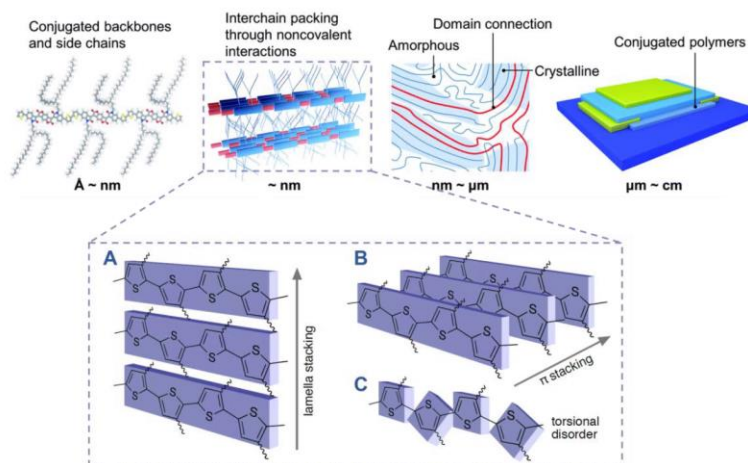 Conjugated backbones
and side chains
Interchain packing
through noncovalent
interactions
Domain connection
Amorphous
Crystalline
Conjugated polymers
Å ~ nm
~ nm
nm ~ μm
μm ~ cm
A
S S S S
S S S S
S S S S
lamella stacking
B
S S S S
S S S S
S S S S
π stacking
C
S S S S
torsional
disorder